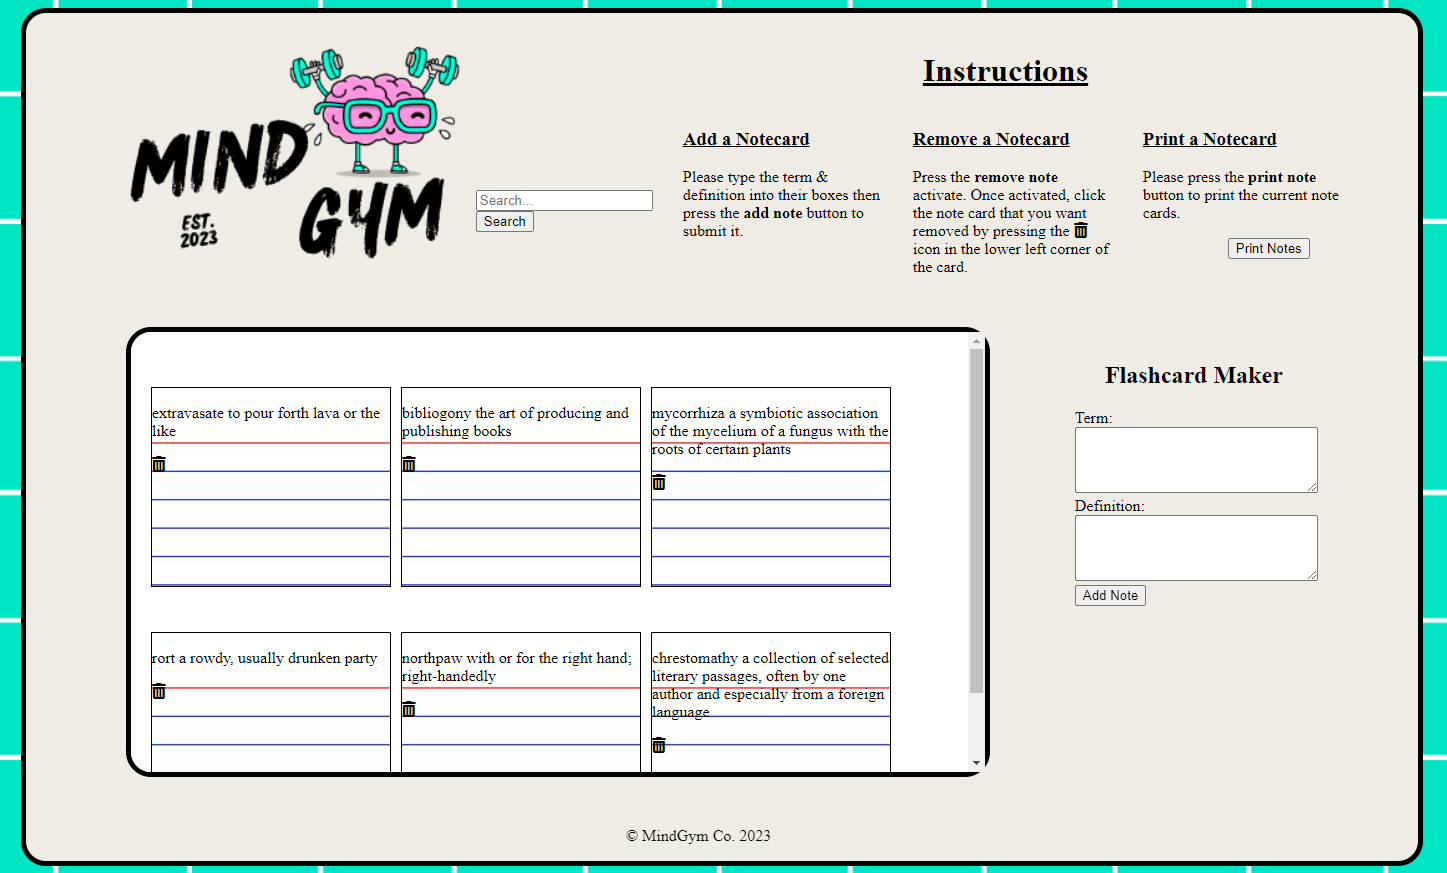 MIND
GYM
EST.
2023
Search...
Search
Instructions
Add a Notecard
Please type the term &
definition into their boxes then
press the add note button to
submit it.
Remove a Notecard
Press the remove note
activate. Once activated, click
the note card that you want
removed by pressing the
icon in the lower left corner of
the card.
Print a Notecard
Please press the print note
button to print the current note
cards.
Print Notes
extravasate to pour forth lava or the
like
bibliogony the art of producing and
publishing books
mycorrhiza a symbiotic association
of the mycelium of a fungus with the
roots of certain plants
rort a rowdy, usually drunken party
northpaw with or for the right hand;
right-handedly
chrestomathy a collection of selected
literary passages, often by one
author and especially from a foreign
language
Flashcard Maker
Term:
Definition:
Add Note
© MindGym Co. 2023